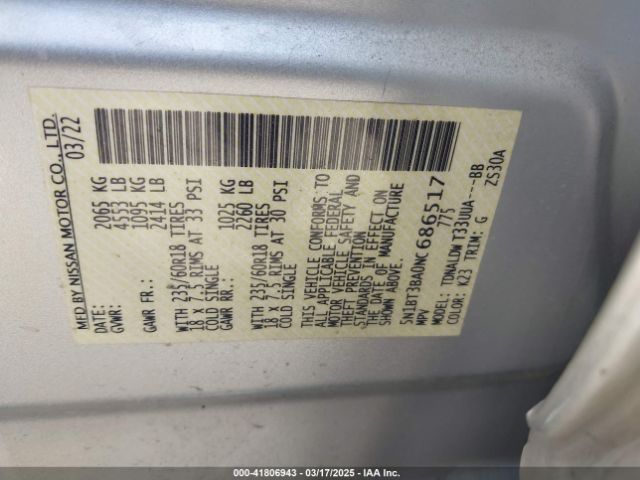 MFD BY NISSAN MOTOR CO., LTD.
DATE: 03/22
GVWR: 2065 KG
4553 LB
GAWR FR.: 1095 KG
2414 LB
WITH 235/60R18 TIRES
18 X 7.5 RIMS AT 33 PSI
COLD SINGLE
GAWR RR.: 1025 KG
2260 LB
WITH 235/60R18 TIRES
18 X 7.5 RIMS AT 30 PSI
COLD SINGLE
THIS VEHICLE CONFORMS TO
ALL APPLICABLE FEDERAL
MOTOR VEHICLE SAFETY AND
THEFT PREVENTION
STANDARDS IN EFFECT ON
THE DATE OF MANUFACTURE
SHOWN ABOVE.
5N1BT3BA0NC686517
MPV 775
MODEL: TDNALDW T33UUA---BB
COLOR: K23 TRIM: G ZS30A
000-41806943 / 03/17/2025 - IAA Inc.